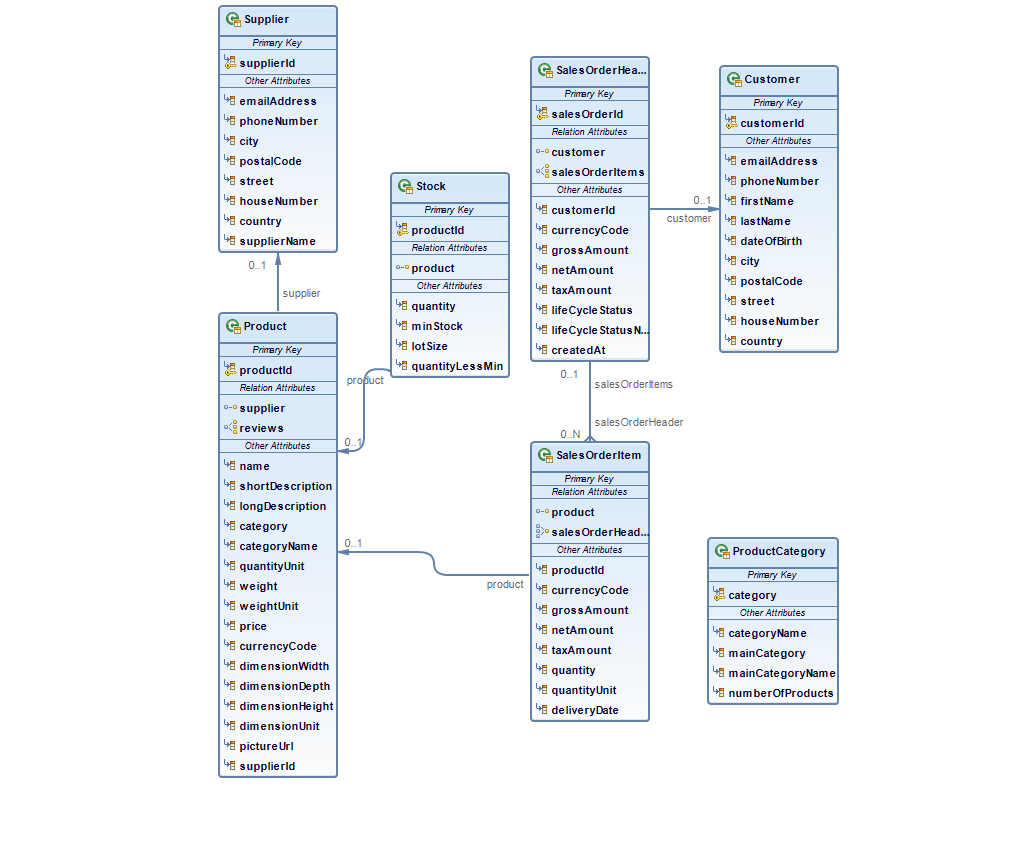 Supplier
Primary Key
supplierId
Other Attributes
emailAddress
phoneNumber
city
postalCode
street
houseNumber
country
supplierName
0..1
supplier
Product
Primary Key
productId
Relation Attributes
supplier
reviews
Other Attributes
name
shortDescription
longDescription
category
categoryName
quantityUnit
weight
weightUnit
price
currencyCode
dimensionWidth
dimensionDepth
dimensionHeight
dimensionUnit
pictureUrl
supplierId
Stock
Primary Key
productId
Relation Attributes
product
Other Attributes
quantity
minStock
lotSize
quantityLessMin
product
0..1
SalesOrderHea...
Primary Key
salesOrderId
Relation Attributes
customer
salesOrderItems
Other Attributes
customerId
currencyCode
grossAmount
netAmount
taxAmount
lifeCycleStatus
lifeCycleStatusN...
createdAt
0..1
customer
Customer
Primary Key
customerId
Other Attributes
emailAddress
phoneNumber
firstName
lastName
dateOfBirth
city
postalCode
street
houseNumber
country
0..1
salesOrderItems
salesOrderHeader
0..N
SalesOrderItem
Primary Key
Relation Attributes
product
salesOrderHead...
Other Attributes
productId
currencyCode
grossAmount
netAmount
taxAmount
quantity
quantityUnit
deliveryDate
0..1
product
ProductCategory
Primary Key
category
Other Attributes
categoryName
mainCategory
mainCategoryName
numberOfProducts